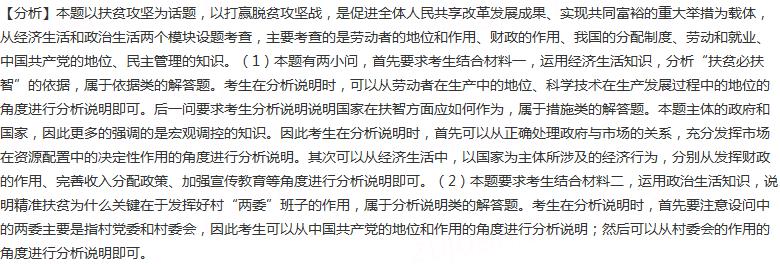 【分析】本题以扶贫攻坚为话题，以打赢脱贫攻坚战，是促进全体人民共享改革发展成果、实现共同富裕的重大举措为载体，
从经济生活和政治生活两个模块设题考查，主要考查的是劳动者的地位和作用、财政的作用、我国的分配制度、劳动和就业、
中国共产党的地位、民主管理的知识。（1）本题有两小问，首先要求考生结合材料一，运用经济生活知识，分析“扶贫必扶
智”的依据，属于依据类的解答题。考生在分析说明时，可以从劳动者在生产中的地位、科学技术在生产发展过程中的地位的
角度进行分析说明即可。后一问要求考生分析说明说明国家在扶智方面应如何作为，属于措施类的解答题。本题主体的政府和
国家，因此更多的强调的是宏观调控的知识。因此考生在分析说明时，首先可以从正确处理政府与市场的关系，充分发挥市场
在资源配置中的决定性作用的角度进行分析说明。其次可以从经济生活中，以国家为主体所涉及的经济行为，分别从发挥财政
的作用、完善收入分配政策、加强宣传教育等角度进行分析说明即可。（2）本题要求考生结合材料二，运用政治生活知识，说
明精准扶贫为什么关键在于发挥好村“两委”班子的作用，属于分析说明类的解答题。考生在分析说明时，首先要注意设问中
的两委主要是指村党委和村委会，因此考生可以从中国共产党的地位和作用的角度进行分析说明；然后可以从村委会的作用的
角度进行分析说明即可。